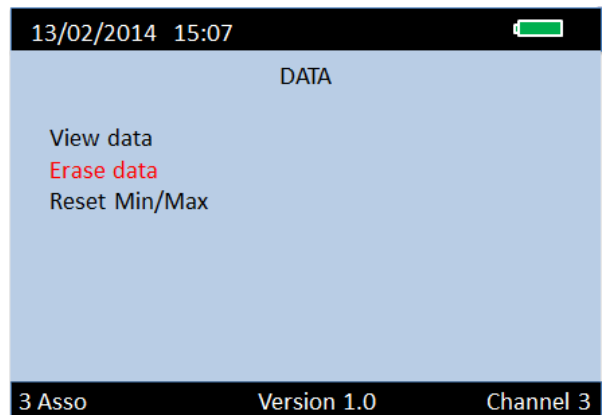 13/02/2014 15:07
DATA
View data
Erase data
Reset Min/Max
3 Asso Version 1.0 Channel 3